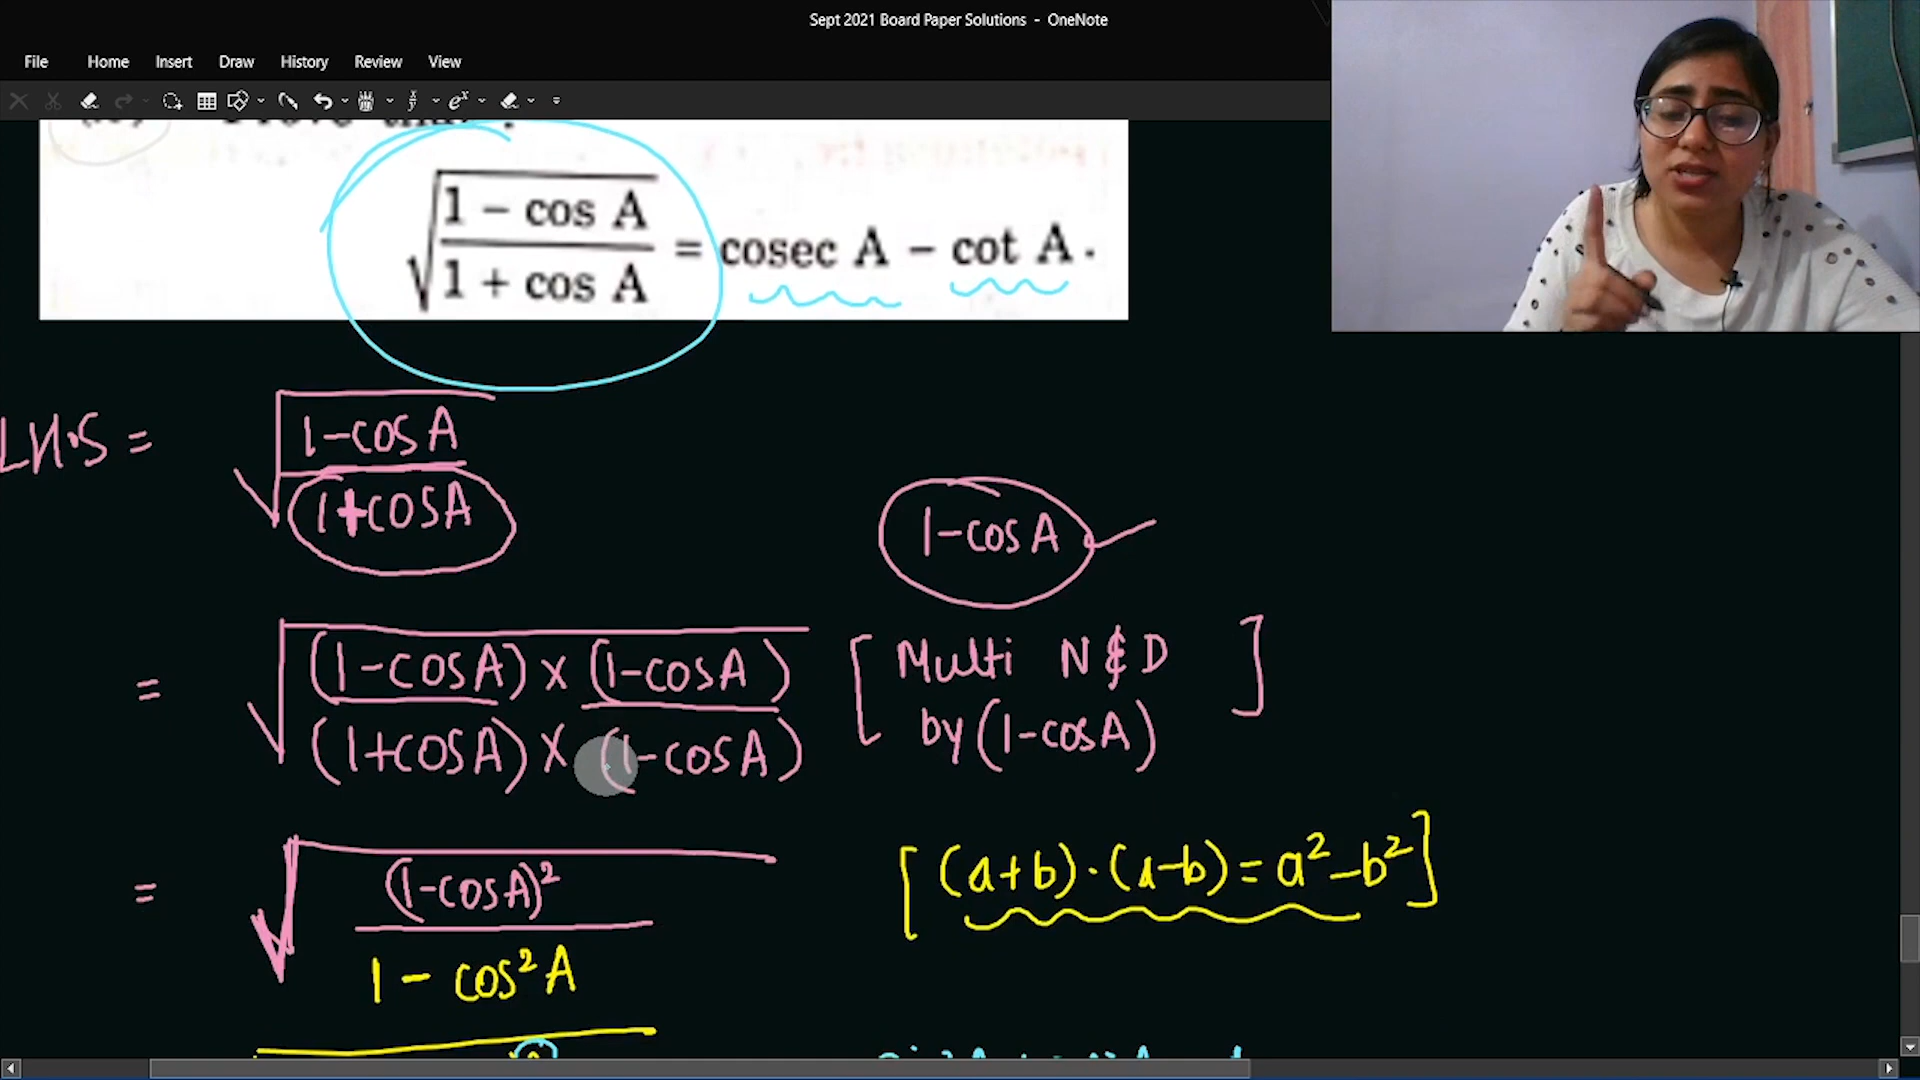 Sept 2021 Board Paper Solutions - OneNote
File Home Insert Draw History Review View
√((1 - cos A)/(1 + cos A)) = cosec A - cot A.
LH.S = √((1-cosA)/(1+cosA))
1-cosA
= √(((1-cosA)×(1-cosA))/((1+cosA)×(1-cosA))) [Multi N & D
by (1-cosA)]
= √((1-cosA)²/(1 - cos²A)) [(a+b)·(a-b)=a²-b²]